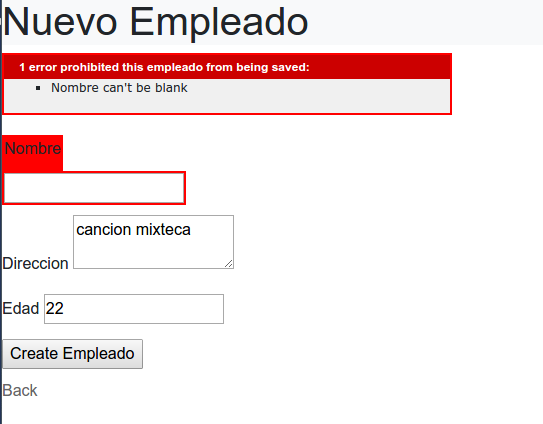 Nuevo Empleado
1 error prohibited this empleado from being saved:
Nombre can't be blank
Nombre
cancion mixteca
Direccion
Edad 22
Create Empleado
Back